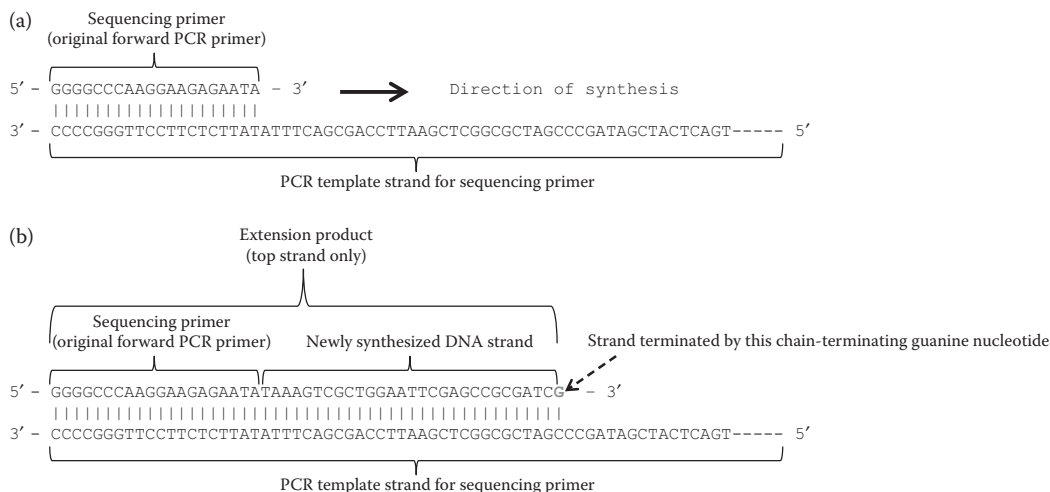 (a)
Sequencing primer
(original forward PCR primer)
5′ – GGGGCCCAAGGAAGAGAATA – 3′ Direction of synthesis
3′ – CCCCGGGTTCCTTCTCTTATATTTCAGCGACCTTAAGCTCGGCGCTAGCCCGATAGCTACTCAGT----- 5′
PCR template strand for sequencing primer
(b)
Extension product
(top strand only)
Sequencing primer
(original forward PCR primer) Newly synthesized DNA strand Strand terminated by this chain-terminating guanine nucleotide
5′ – GGGGCCCAAGGAAGAGAATATAAAGTCGCTGGAATTCGAGCCGCGATCG – 3′
3′ – CCCCGGGTTCCTTCTCTTATATTTCAGCGACCTTAAGCTCGGCGCTAGCCCGATAGCTACTCAGT----- 5′
PCR template strand for sequencing primer